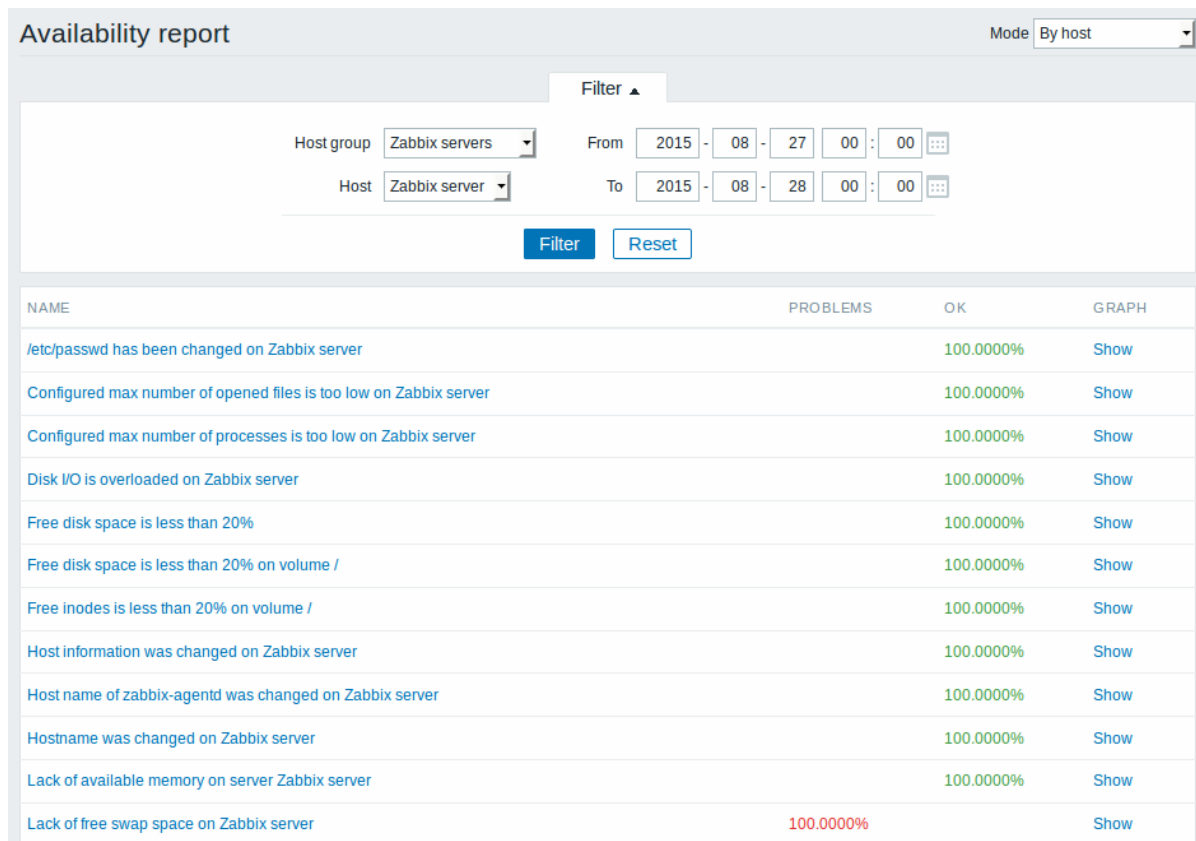 Availability report Mode By host
Filter
Host group Zabbix servers From 2015 - 08 - 27 00 : 00
Host Zabbix server To 2015 - 08 - 28 00 : 00
Filter Reset
NAME PROBLEMS OK GRAPH
/etc/passwd has been changed on Zabbix server 100.0000% Show
Configured max number of opened files is too low on Zabbix server 100.0000% Show
Configured max number of processes is too low on Zabbix server 100.0000% Show
Disk I/O is overloaded on Zabbix server 100.0000% Show
Free disk space is less than 20% 100.0000% Show
Free disk space is less than 20% on volume / 100.0000% Show
Free inodes is less than 20% on volume / 100.0000% Show
Host information was changed on Zabbix server 100.0000% Show
Host name of zabbix-agentd was changed on Zabbix server 100.0000% Show
Hostname was changed on Zabbix server 100.0000% Show
Lack of available memory on server Zabbix server 100.0000% Show
Lack of free swap space on Zabbix server 100.0000% Show